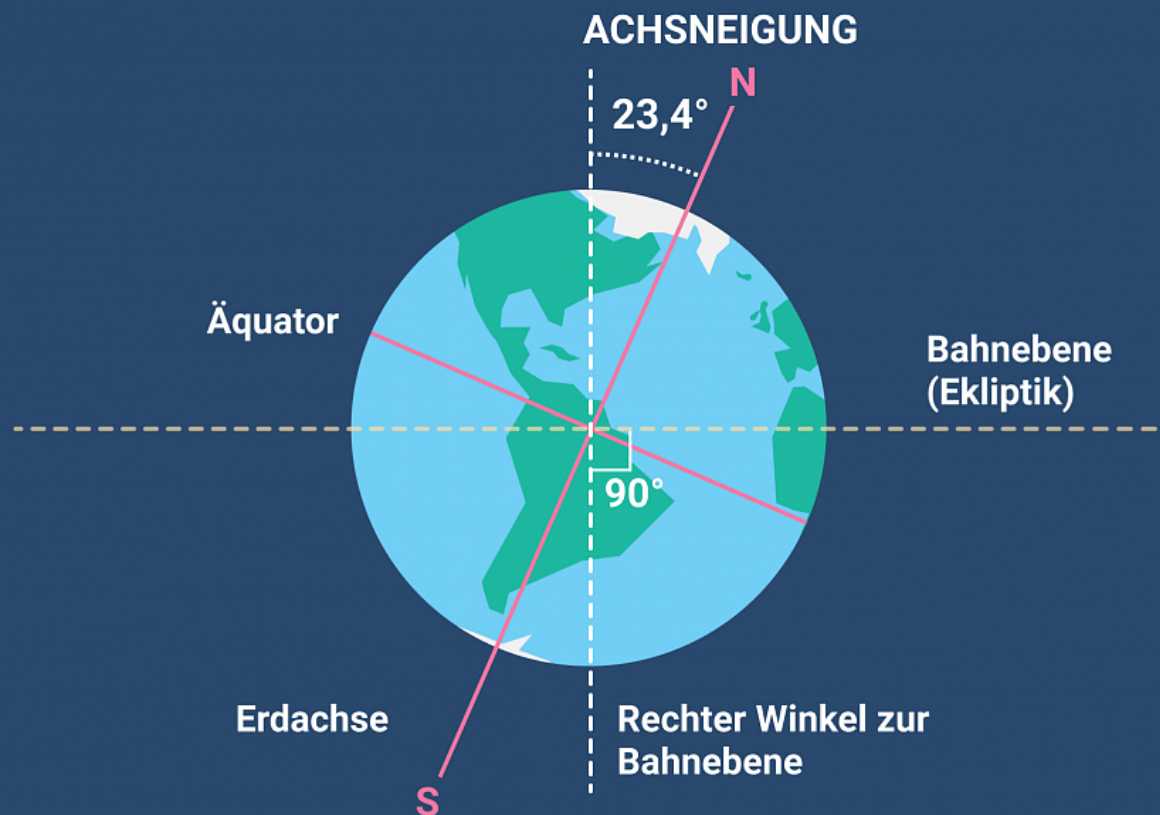 ACHSNEIGUNG
N
23,4°
Äquator
Bahnebene
(Ekliptik)
90°
Erdachse
Rechter Winkel zur
Bahnebene
S